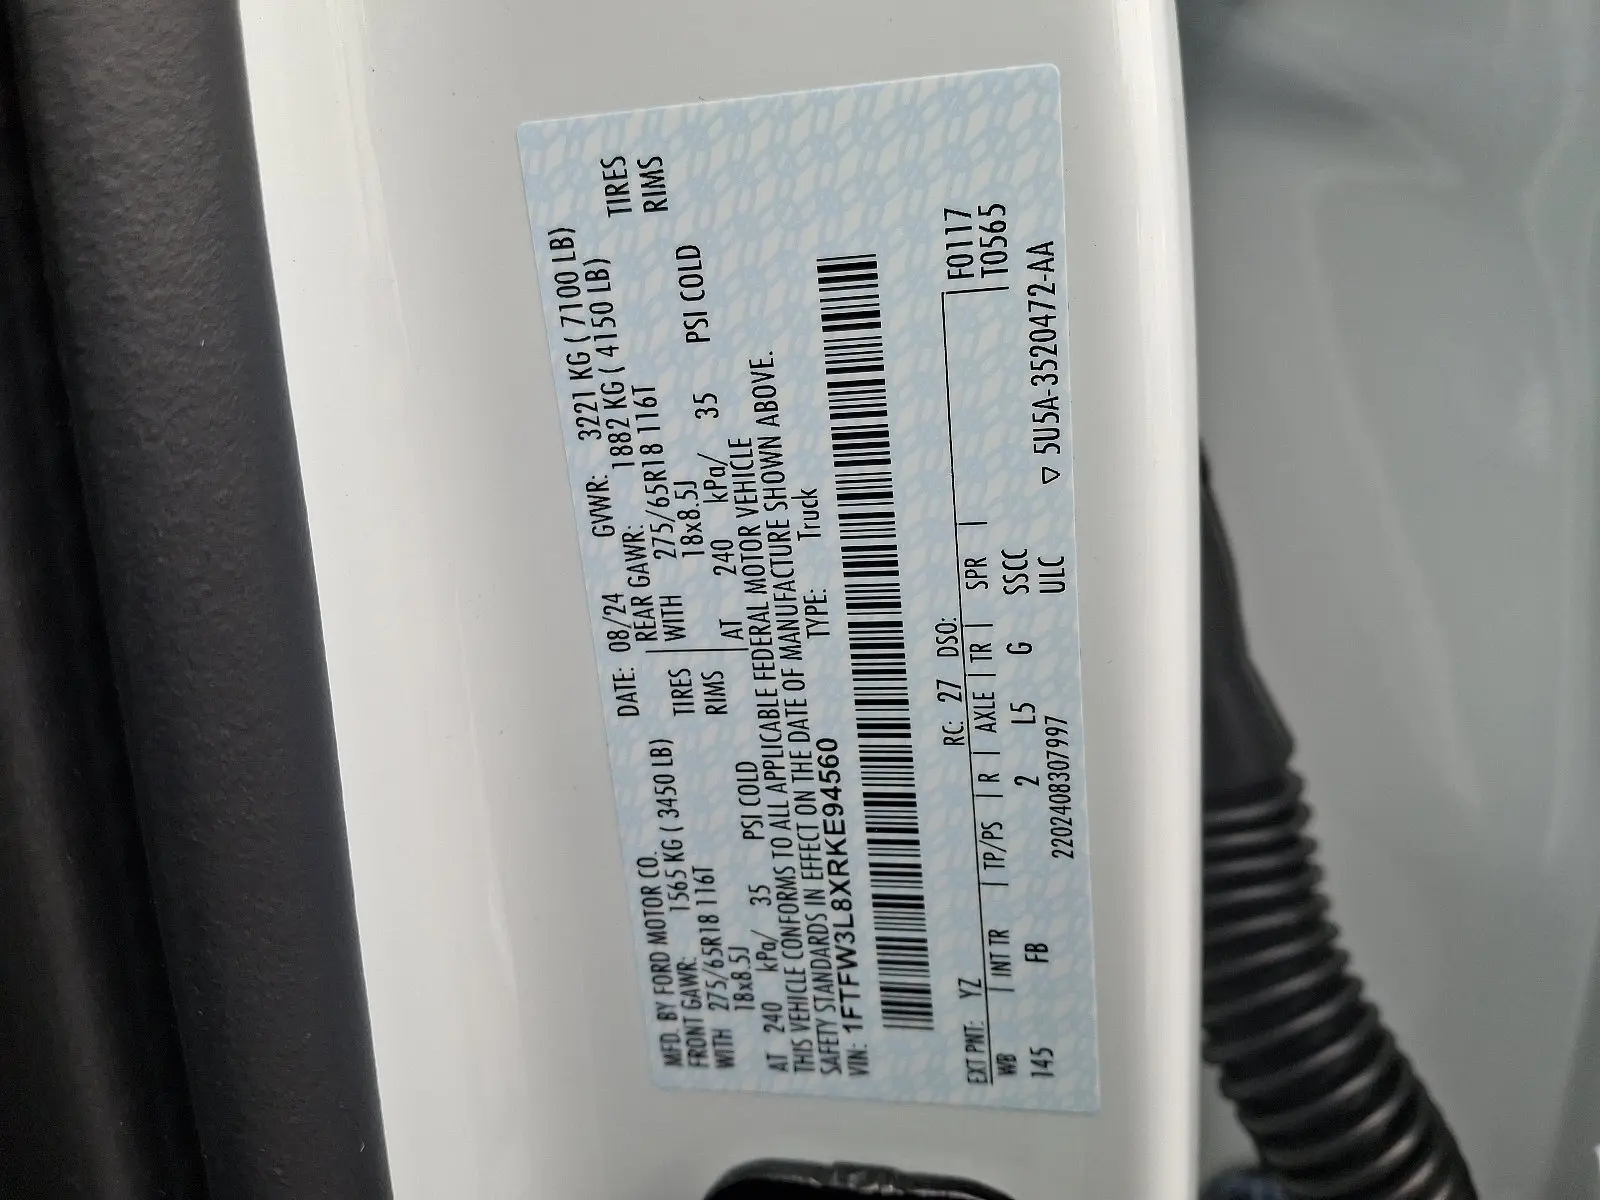 MFD. BY FORD MOTOR CO.
DATE: 08/24 GVWR: 3221 KG ( 7100 LB)
FRONT GAWR: 1565 KG ( 3450 LB) REAR GAWR: 1882 KG ( 4150 LB)
WITH 275/65R18 116T TIRES WITH 275/65R18 116T TIRES
18x8.5J RIMS 18x8.5J RIMS
AT 240 kPa/ 35 PSI COLD AT 240 kPa/ 35 PSI COLD
THIS VEHICLE CONFORMS TO ALL APPLICABLE FEDERAL MOTOR VEHICLE
SAFETY STANDARDS IN EFFECT ON THE DATE OF MANUFACTURE SHOWN ABOVE.
VIN: 1FTFW3L8XRKE94560 TYPE: Truck
EXT PNT: YZ RC: 27 DSO: F0117
WB INT TR TP/PS R AXLE TR SPR T0565
145 FB 2 L5 G SSCC
2202408307997 ULC ▽ 5U5A-3520472-AA